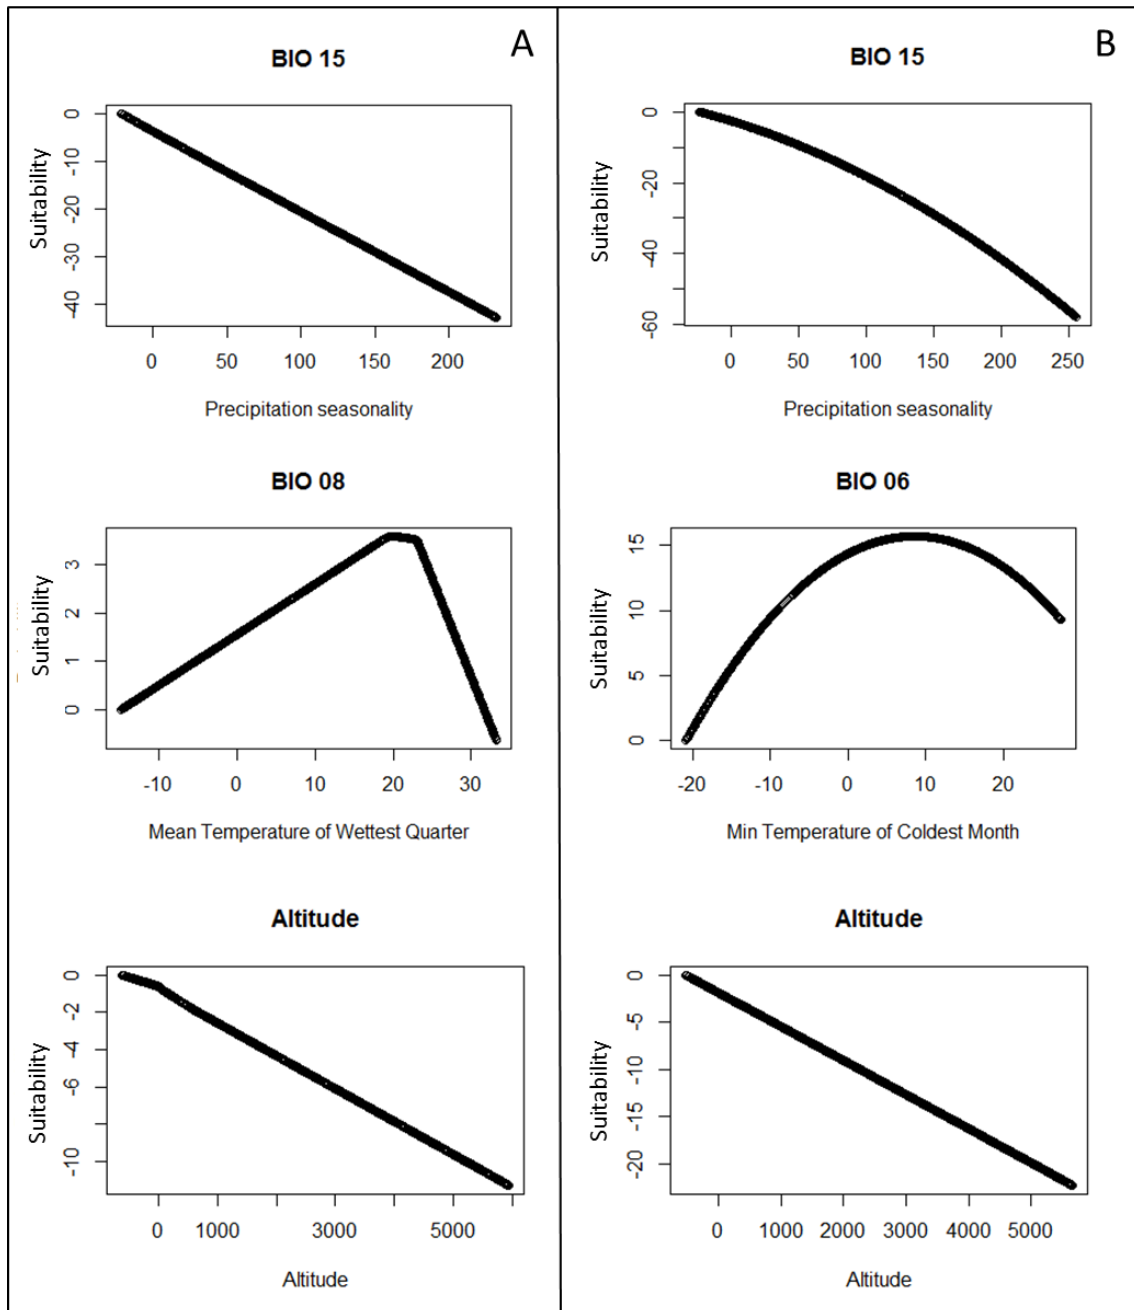 A
BIO 15
Suitability
0
-10
-20
-30
-40
0 50 100 150 200
Precipitation seasonality
BIO 08
Suitability
3
2
1
0
-10 0 10 20 30
Mean Temperature of Wettest Quarter
Altitude
Suitability
0
-2
-4
-6
-10
0 1000 3000 5000
Altitude
B
BIO 15
Suitability
0
-20
-40
-60
0 50 100 150 200 250
Precipitation seasonality
BIO 06
Suitability
15
10
5
0
-20 -10 0 10 20
Min Temperature of Coldest Month
Altitude
Suitability
0
-5
-10
-15
-20
0 1000 2000 3000 4000 5000
Altitude